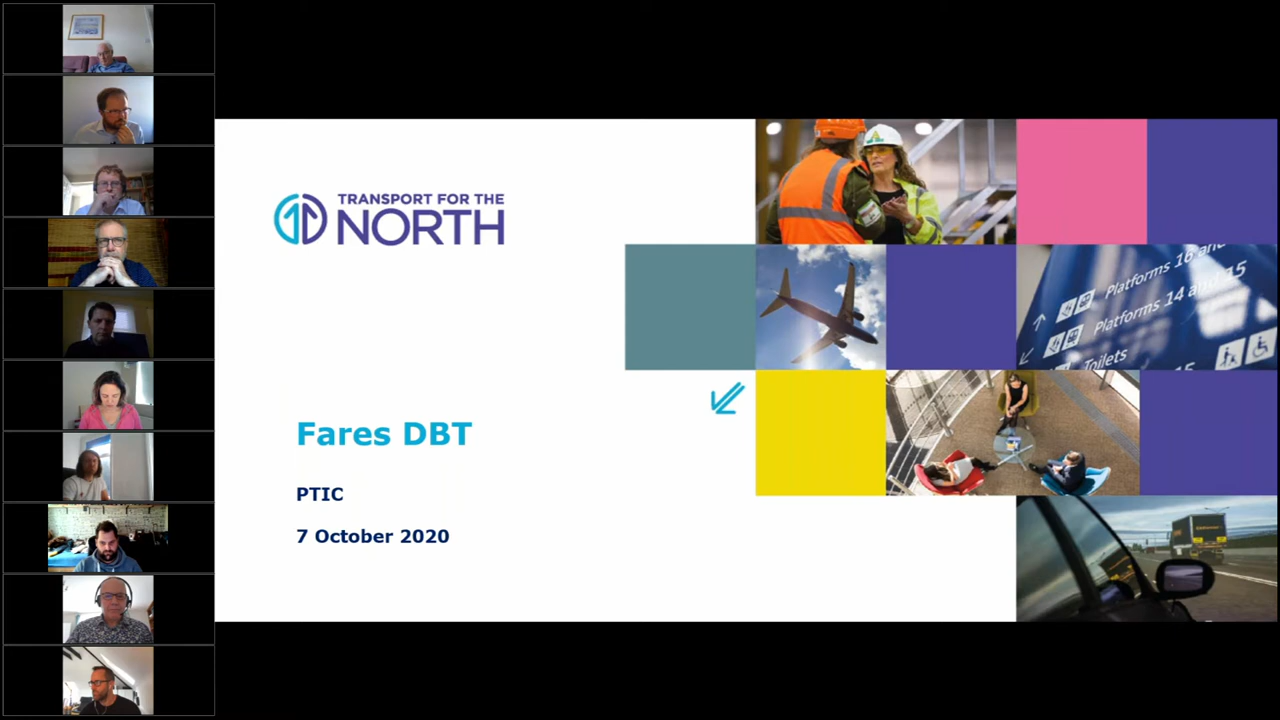 TRANSPORT FOR THE
NORTH
Platforms 16 and
Platforms 14 and 15
Toilets
Fares DBT
PTIC
7 October 2020